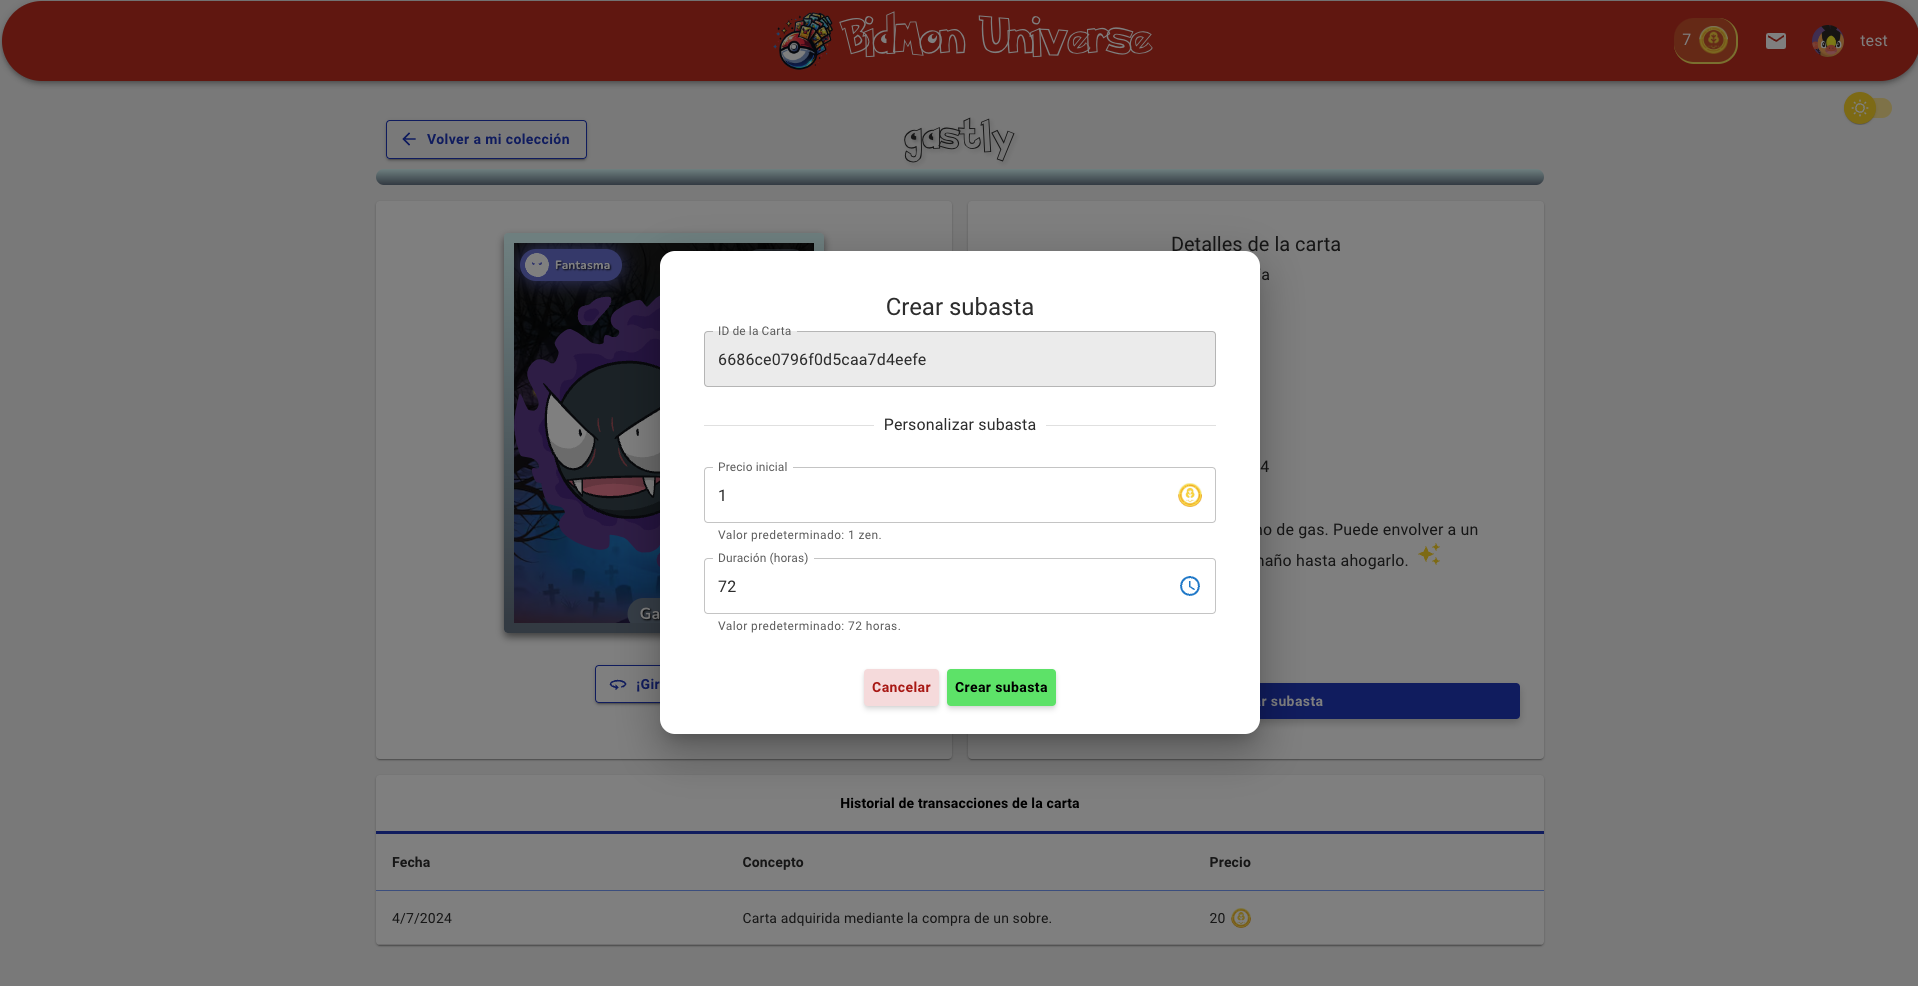 BidMon Universe
7
test
Volver a mi colección
gastly
Fantasma
Detalles de la carta
a
Crear subasta
ID de la Carta
6686ce0796f0d5caa7d4eefe
Personalizar subasta
Precio inicial
1
Valor predeterminado: 1 zen.
4
o de gas. Puede envolver a un
año hasta ahogarlo.
Duración (horas)
72
Valor predeterminado: 72 horas.
Ga
¡Gir
Cancelar
Crear subasta
r subasta
Historial de transacciones de la carta
Fecha Concepto Precio
4/7/2024 Carta adquirida mediante la compra de un sobre. 20